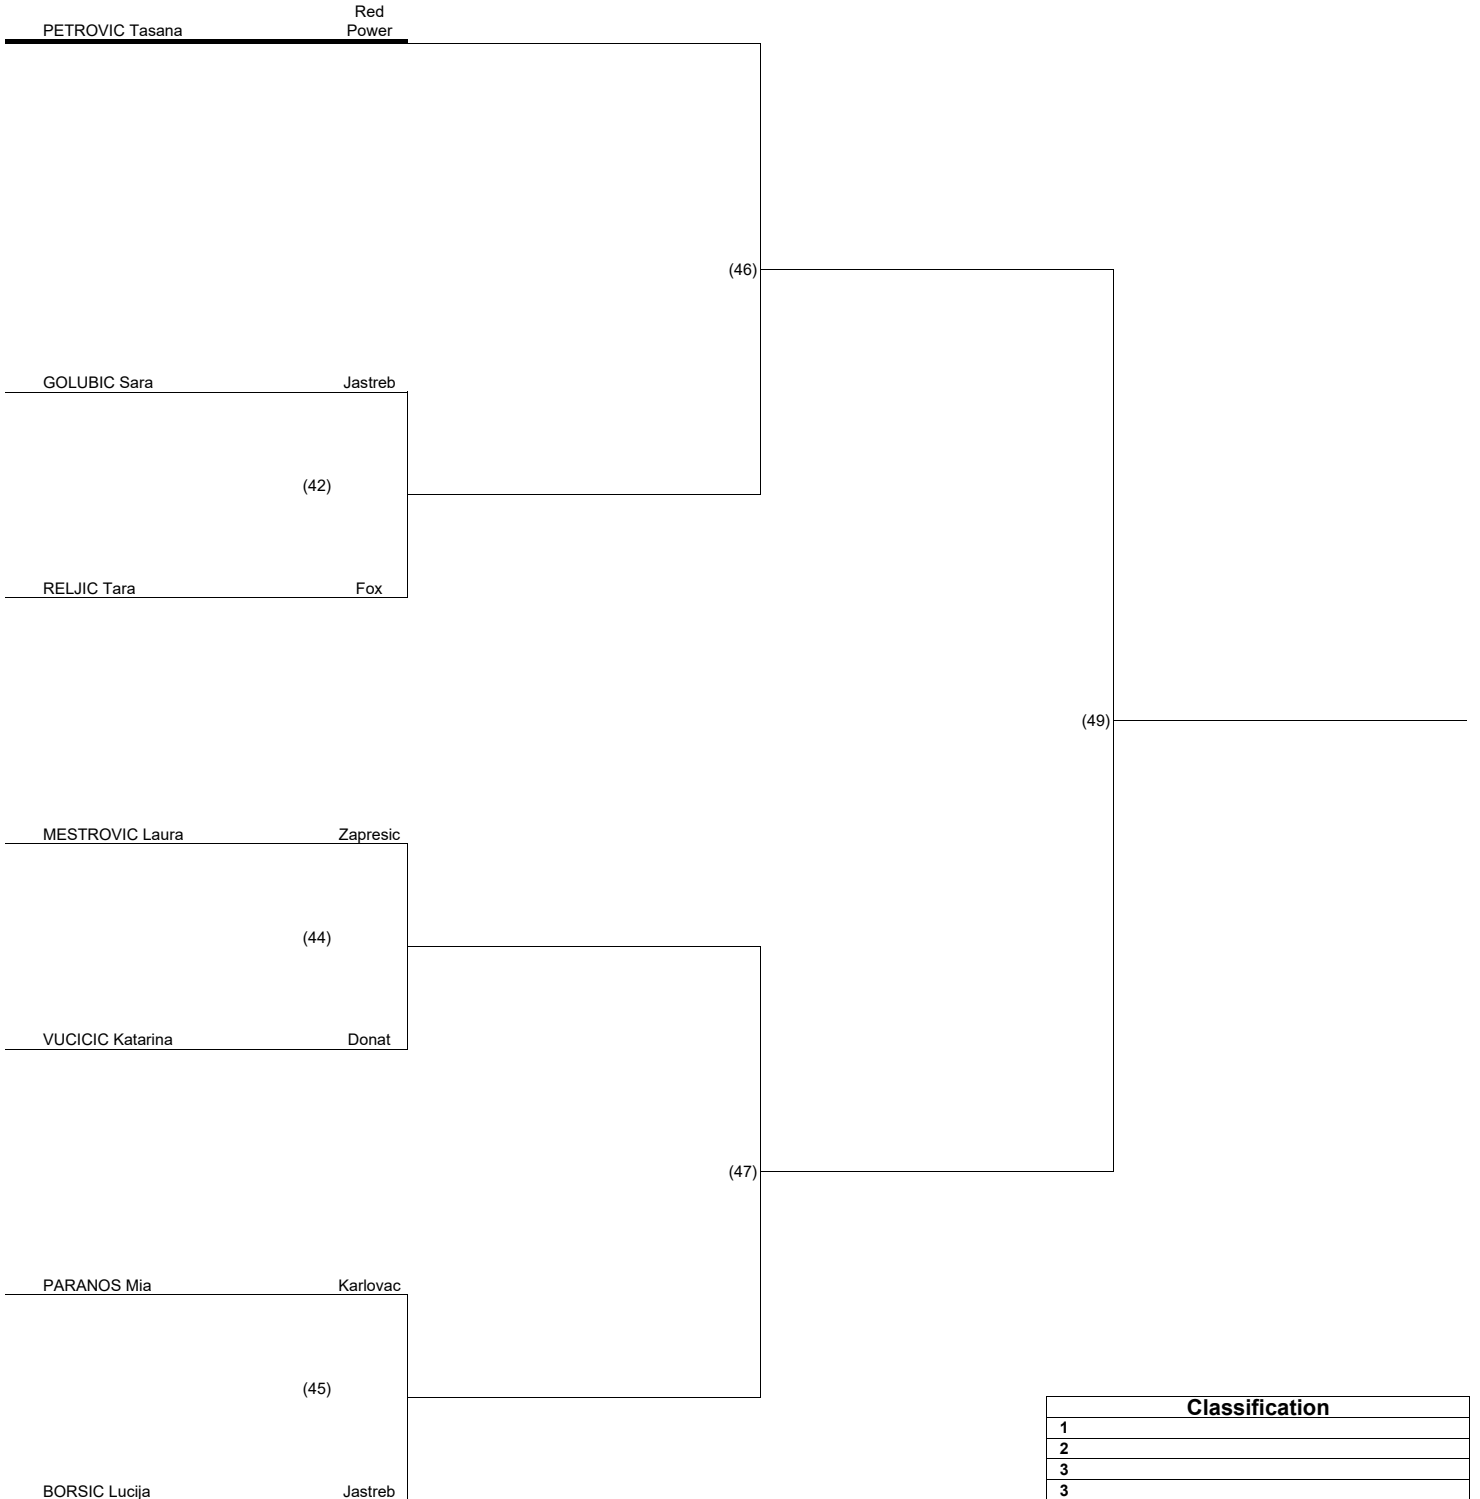 Red
PETROVIC Tasana Power
(46)
GOLUBIC Sara Jastreb
(42)
RELJIC Tara Fox
(49)
MESTROVIC Laura Zapresic
(44)
VUCICIC Katarina Donat
(47)
PARANOS Mia Karlovac
(45)
Classification
1
2
3
BORSIC Lucija Jastreb
3